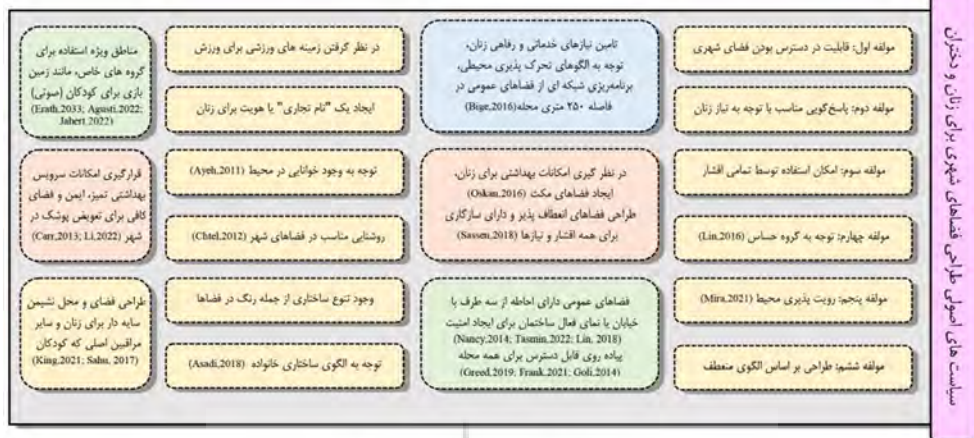 سیاست های اصولی طراحی فضاهای شهری برای زنان و دختران
مولفه اول: قابلیت در دسترس بودن فضای شهری
مولفه دوم: پاسخ‌گویی مناسب با توجه به نیاز زنان
مولفه سوم: امکان استفاده توسط تمامی اقشار
مولفه چهارم: توجه به گروه حساس (Lin,2016)
مولفه پنجم: رویت پذیری محیط (Mira,2021)
مولفه ششم: طراحی بر اساس الگوی منعطف
تامین نیازهای خدماتی و رفاهی زنان،
توجه به الگوهای تحرک پذیری محیطی،
برنامه‌ریزی شبکه ای از فضاهای عمومی در
فاصله ۲۵۰ متری محله(Bige,2016)
در نظر گیری امکانات بهداشتی برای زنان،
ایجاد فضاهای مکث (Oskan,2016)
طراحی فضاهای انعطاف پذیر و دارای سازگاری
برای همه اقشار و نیازها (Sassen,2018)
فضاهای عمومی دارای احاطه از سه طرف با
خیابان یا نمای فعال ساختمان برای ایجاد امنیت
(Nancy,2014; Tasmin,2022; Lin, 2018)
پیاده روی قابل دسترس برای همه محله
(Greed,2019; Frank,2021; Goli,2014)
در نظر گرفتن زمینه های ورزشی برای ورزش
ایجاد یک "نام تجاری" یا هویت برای زنان
توجه به وجود خوانایی در محیط (Ayeh,2011)
روشنایی مناسب در فضاهای شهر (Chtel,2012)
وجود تنوع ساختاری از جمله رنگ در فضاها
توجه به الگوی ساختاری خانواده (Asadi,2018)
مناطق ویژه استفاده برای
گروه های خاص، مانند زمین
بازی برای کودکان (صوتی)
(Erath,2033; Agusti,2022;
Jahert,2022)
قرارگیری امکانات سرویس
بهداشتی تمیز، ایمن و فضای
کافی برای تعویض پوشک در
شهر (Carr,2013; Li,2022)
طراحی فضای و محل نشیمن
سایه دار برای زنان و سایر
مراقبین اصلی که کودکان
(King,2021; Sahu, 2017)